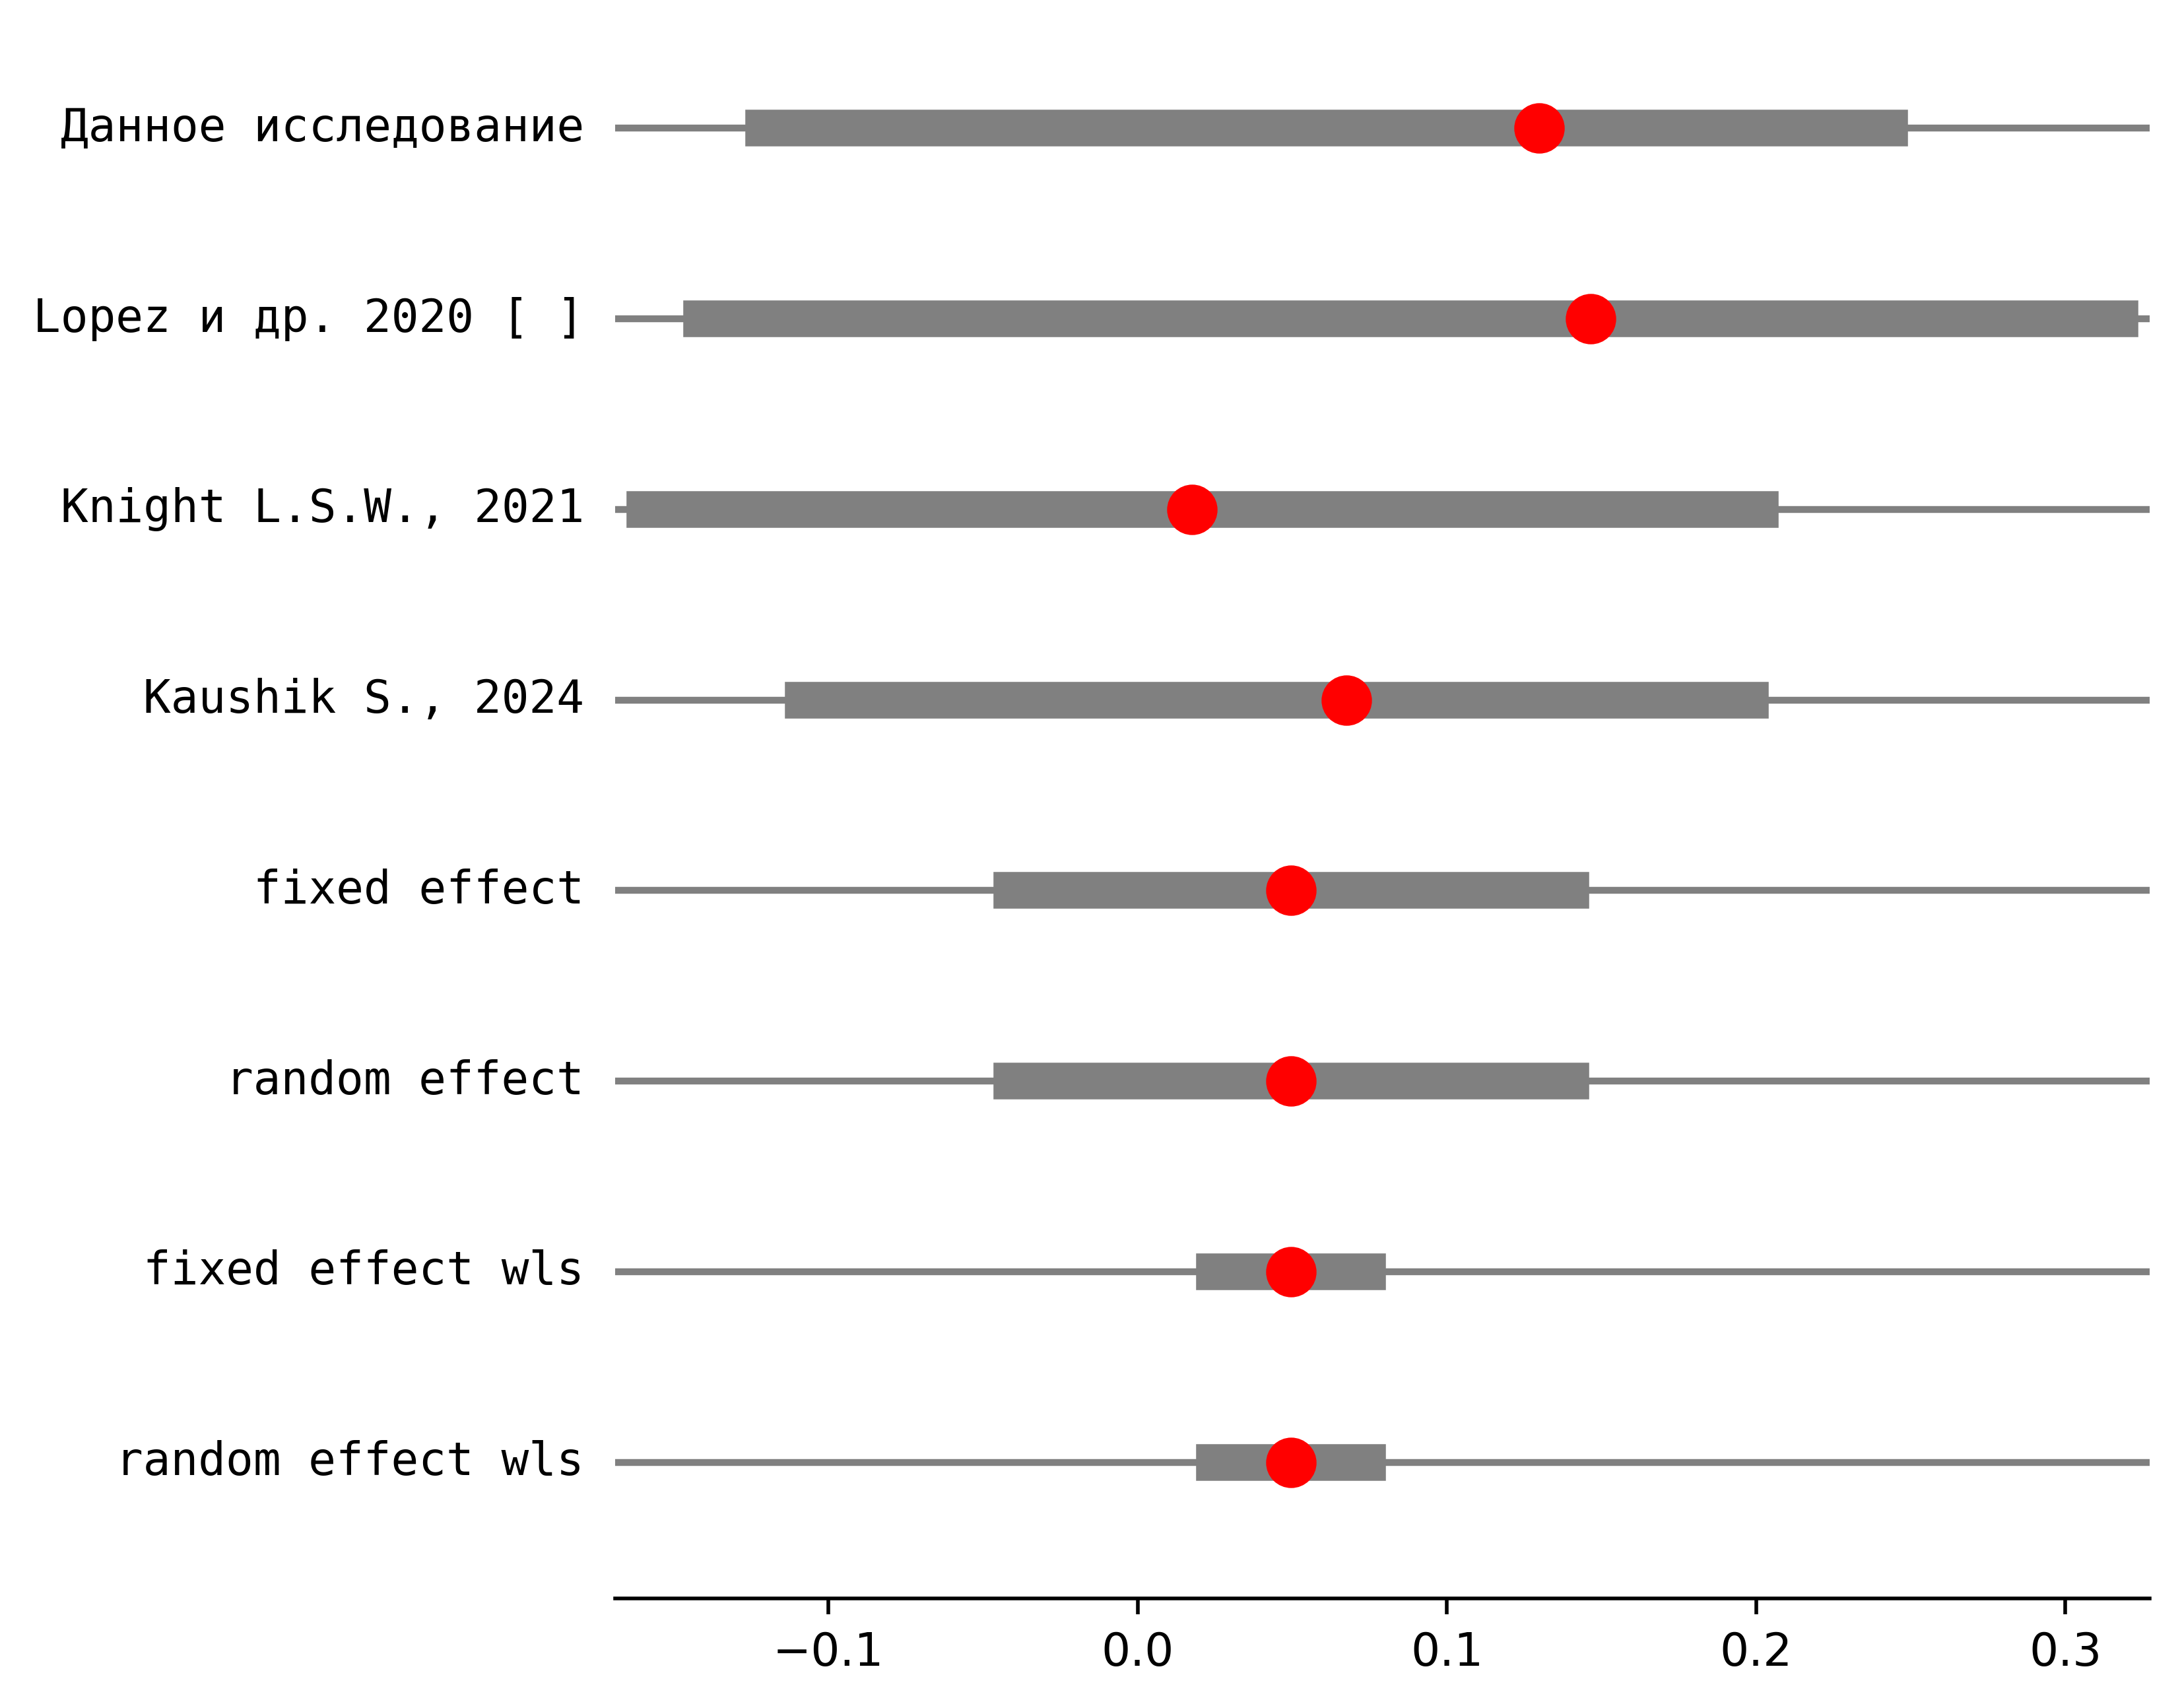 Данное исследование
Lopez и др. 2020 [ ]
Knight L.S.W., 2021
Kaushik S., 2024
fixed effect
random effect
fixed effect wls
random effect wls
−0.1 0.0 0.1 0.2 0.3